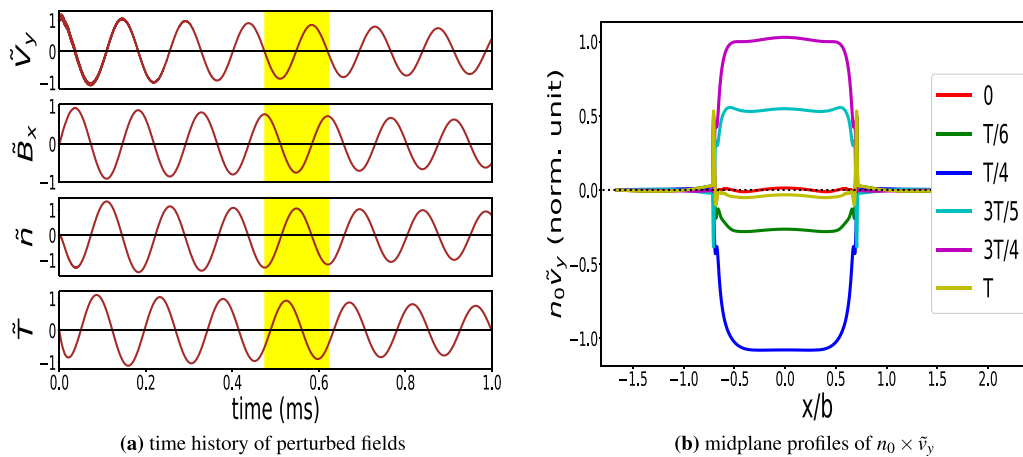 Ṽ_y
1
0
−1
B̃_x
1
0
−1
ñ
1
0
−1
T̃
1
0
−1
0.0 0.2 0.4 0.6 0.8 1.0
time (ms)
(a) time history of perturbed fields
n₀ṽ_y (norm. unit)
1.0
0.5
0.0
−0.5
−1.0
−1.5 −1.0 −0.5 0.0 0.5 1.0 1.5 2.0
x/b
0
T/6
T/4
3T/5
3T/4
T
(b) midplane profiles of n₀ × ṽ_y